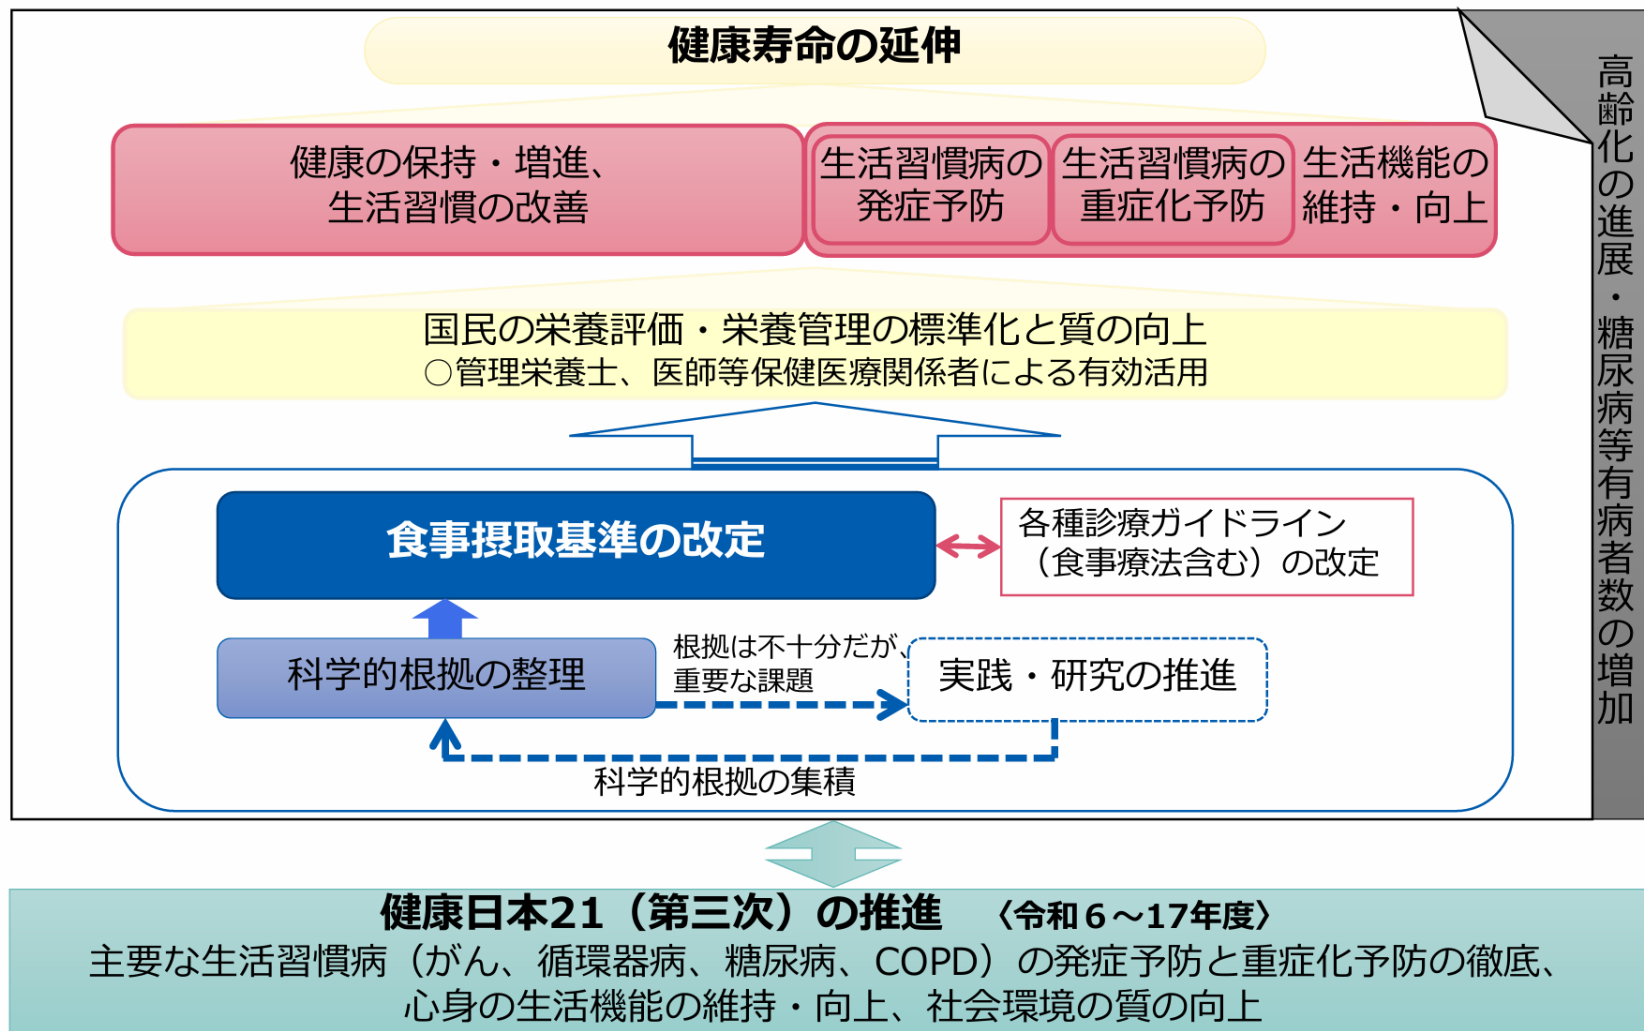 健康寿命の延伸
健康の保持・増進、
生活習慣の改善
生活習慣病の
発症予防
生活習慣病の
重症化予防
生活機能の
維持・向上
国民の栄養評価・栄養管理の標準化と質の向上
○管理栄養士、医師等保健医療関係者による有効活用
食事摂取基準の改定
各種診療ガイドライン
（食事療法含む）の改定
科学的根拠の整理
根拠は不十分だが、
重要な課題
実践・研究の推進
科学的根拠の集積
高齢化の進展・糖尿病等有病者数の増加
健康日本21（第三次）の推進　〈令和６～17年度〉
主要な生活習慣病（がん、循環器病、糖尿病、COPD）の発症予防と重症化予防の徹底、
心身の生活機能の維持・向上、社会環境の質の向上